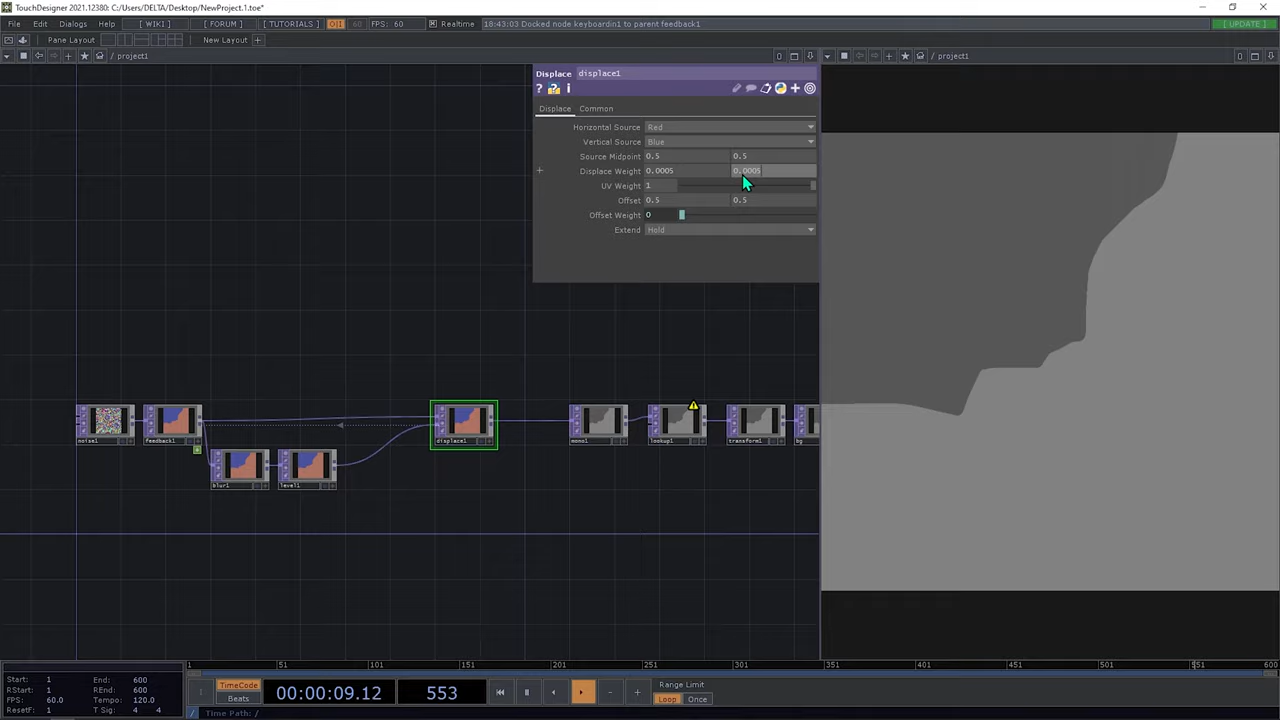 TouchDesigner 2021.12380: C:/Users/DELTA/Desktop/NewProject.1.toe*
File Edit Dialogs Help [ WIKI ] [ FORUM ] [ TUTORIALS ] O|1 60 FPS: 60 Realtime 18:43:03 Docked node keyboardin1 to parent feedback1 [ UPDATE ]
Pane Layout New Layout +
/ project1 0 / project1 0
Displace displace1
? ? i
Displace Common
Horizontal Source Red
Vertical Source Blue
Source Midpoint 0.5 0.5
Displace Weight 0.0005 0.0005
UV Weight 1
Offset 0.5 0.5
Offset Weight 0
Extend Hold
noise1 feedback1 displace1 mono1 lookup1 transform1 bg
blur1 level1
1 51 101 151 201 251 301 351 401 451 501 551 600
Start: 1 End: 600
RStart: 1 REnd: 600
FPS: 60.0 Tempo: 120.0
ResetF: 1 T Sig: 4 4
TimeCode
Beats
00:00:09.12 553
Range Limit
Loop Once
/ Time Path: /